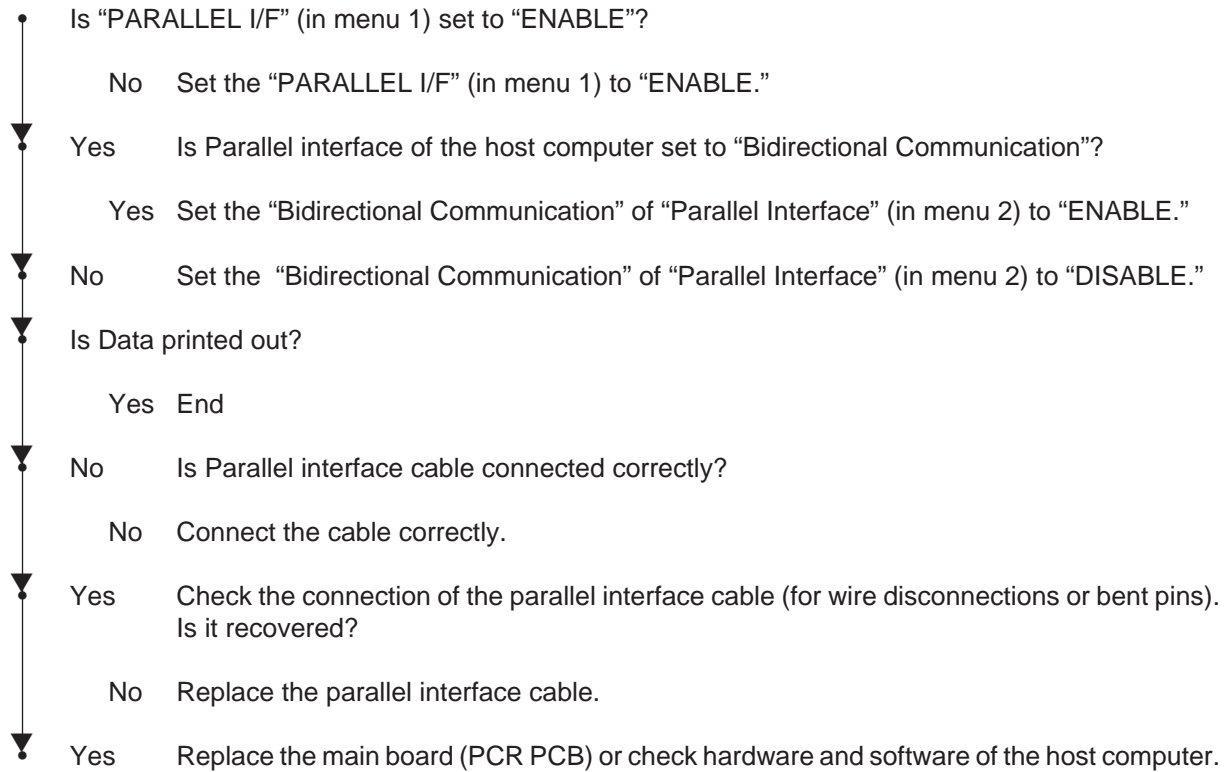 Is “PARALLEL I/F” (in menu 1) set to “ENABLE”?
No Set the “PARALLEL I/F” (in menu 1) to “ENABLE.”
Yes Is Parallel interface of the host computer set to “Bidirectional Communication”?
Yes Set the “Bidirectional Communication” of “Parallel Interface” (in menu 2) to “ENABLE.”
No Set the “Bidirectional Communication” of “Parallel Interface” (in menu 2) to “DISABLE.”
Is Data printed out?
Yes End
No Is Parallel interface cable connected correctly?
No Connect the cable correctly.
Yes Check the connection of the parallel interface cable (for wire disconnections or bent pins).
Is it recovered?
No Replace the parallel interface cable.
Yes Replace the main board (PCR PCB) or check hardware and software of the host computer.